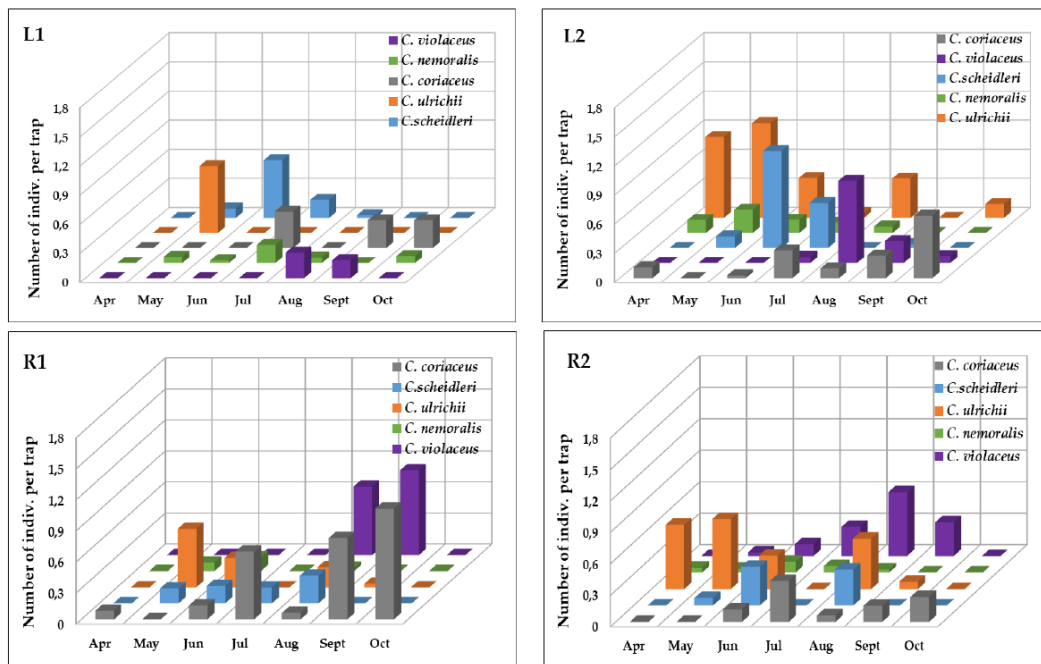 L1
C. violaceus
C. nemoralis
C. coriaceus
C. ulrichii
C.scheidleri
Number of indiv. per trap
1,8
1,5
1,2
0,9
0,6
0,3
0
Apr May Jun Jul Aug Sept Oct
L2
C. coriaceus
C. violaceus
C.scheidleri
C. nemoralis
C. ulrichii
Number of indiv. per trap
1,8
1,5
1,2
0,9
0,6
0,3
0
Apr May Jun Jul Aug Sept Oct
R1
C. coriaceus
C.scheidleri
C. ulrichii
C. nemoralis
C. violaceus
Number of indiv. per trap
1,8
1,5
1,2
0,9
0,6
0,3
0
Apr May Jun Jul Aug Sept Oct
R2
C. coriaceus
C.scheidleri
C. ulrichii
C. nemoralis
C. violaceus
Number of indiv. per trap
1,8
1,5
1,2
0,9
0,6
0,3
0
Apr May Jun Jul Aug Sept Oct